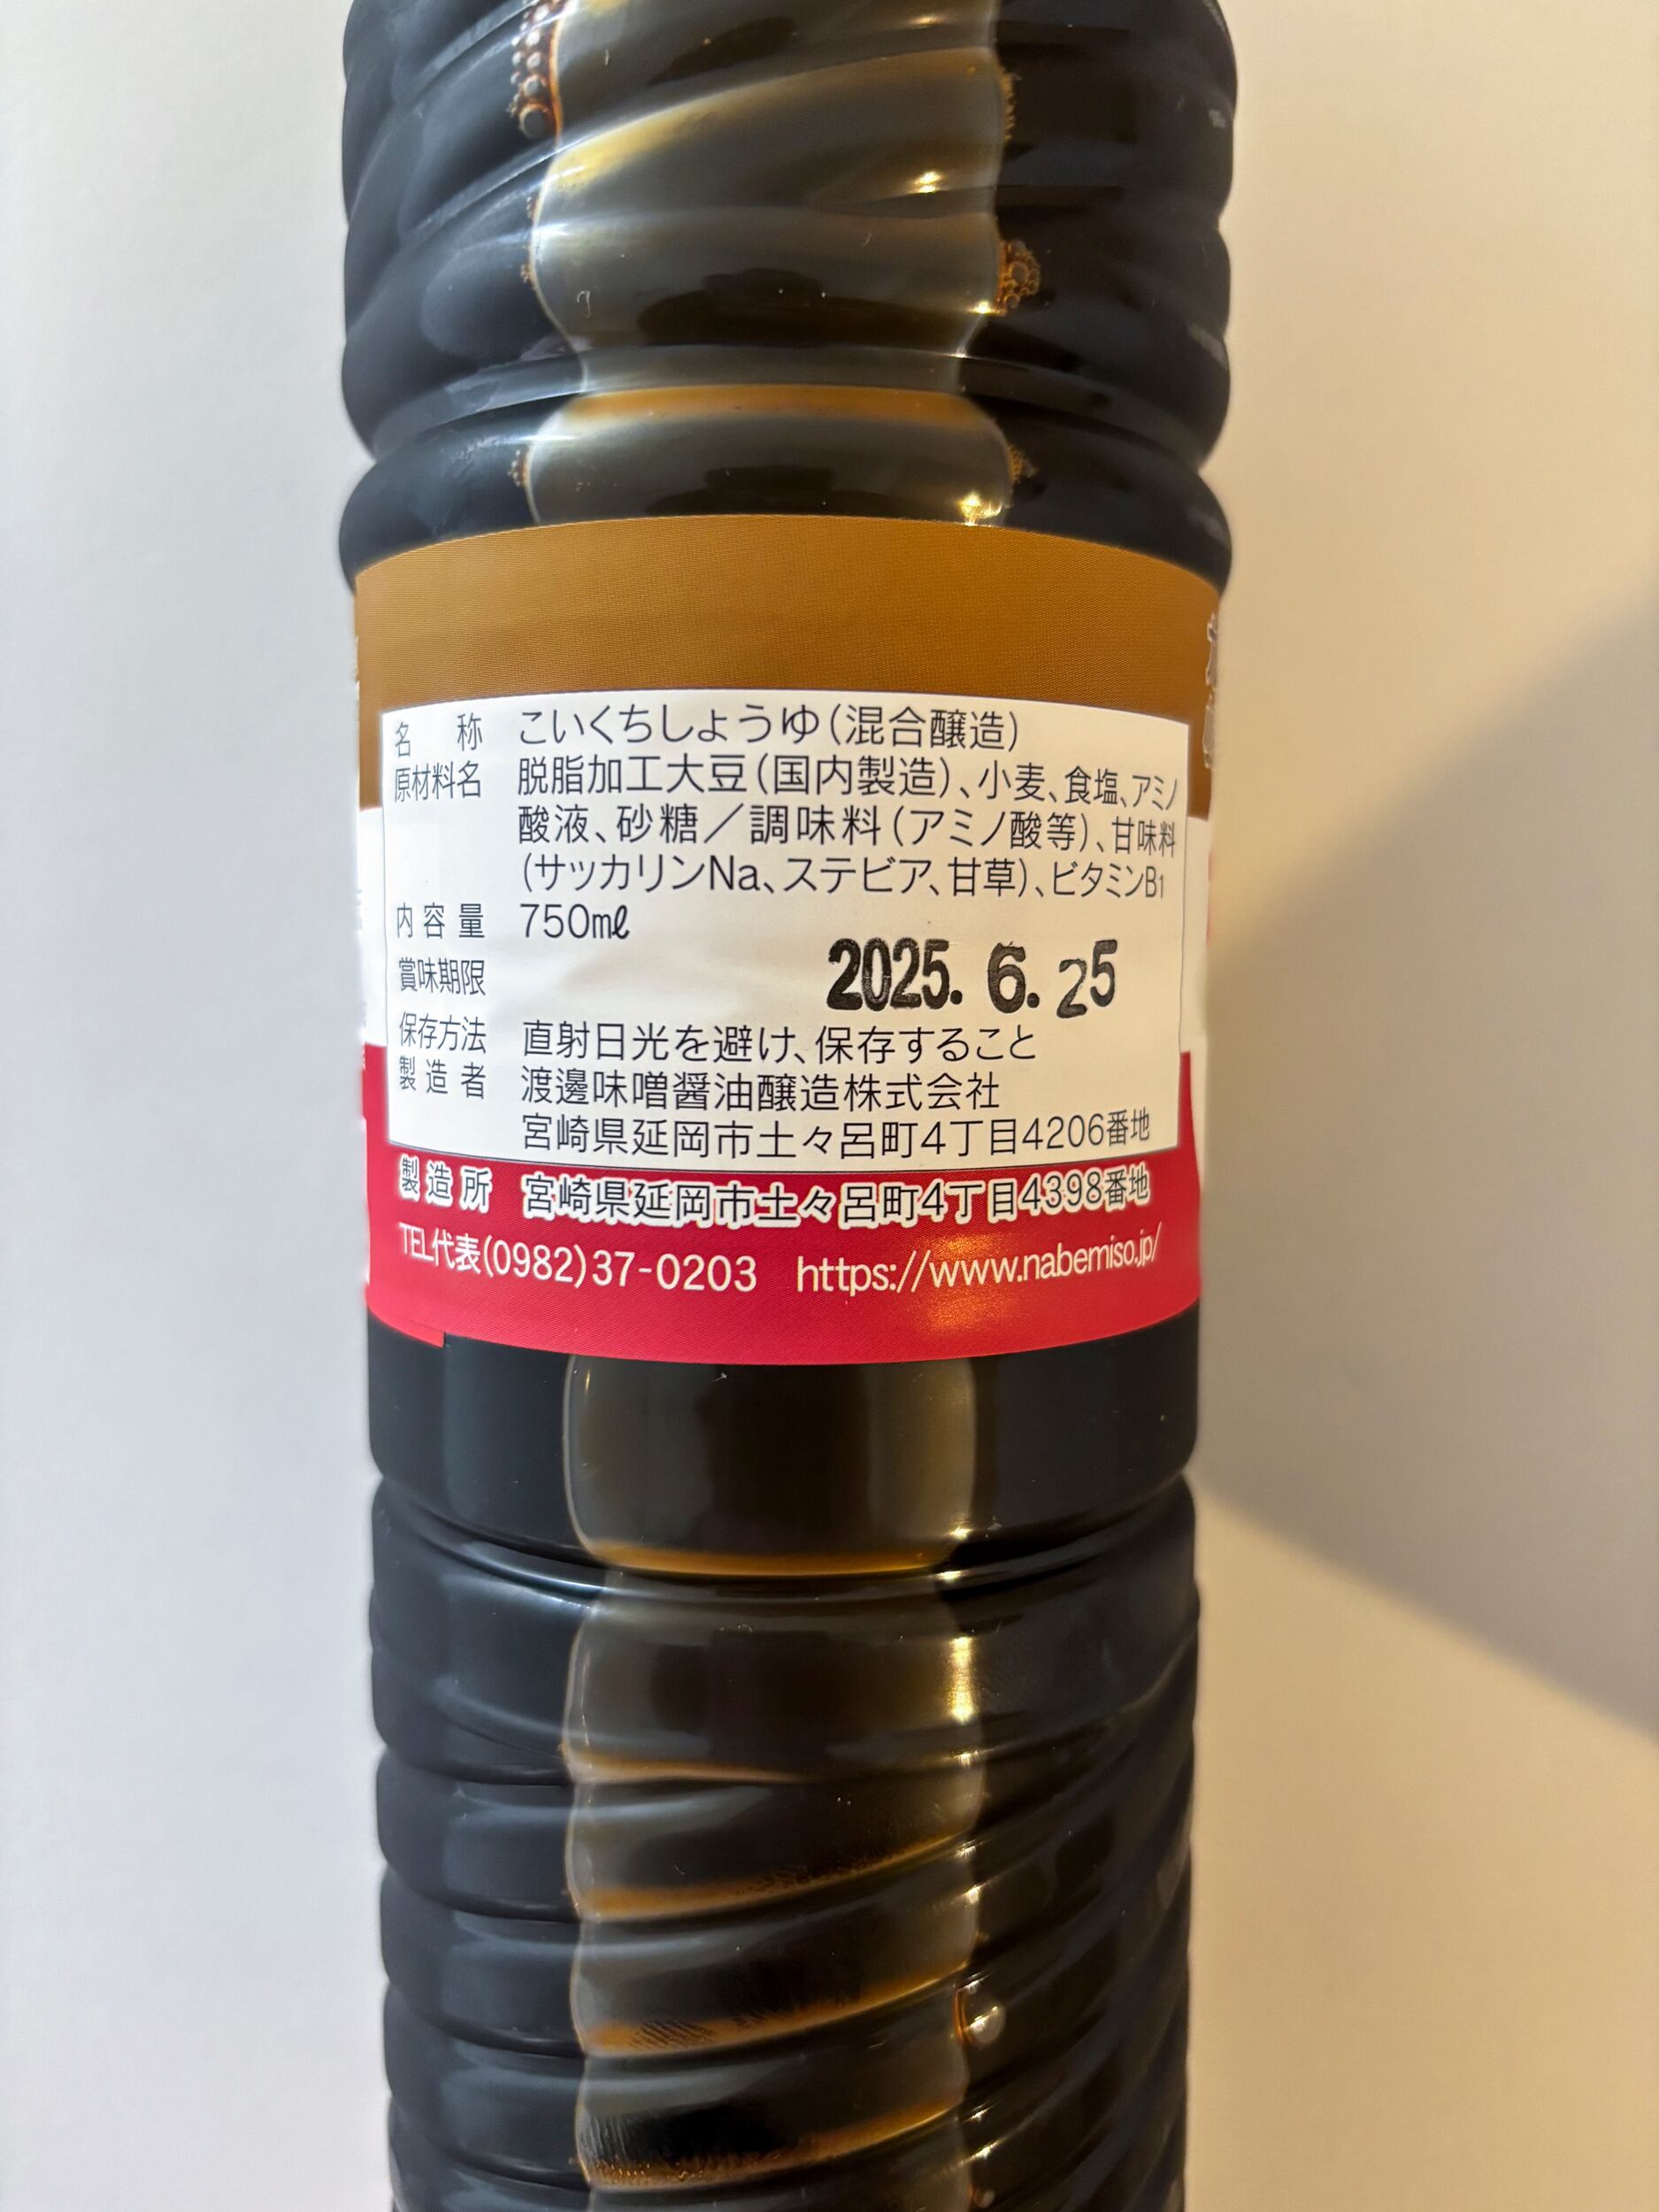 名称 こいくちしょうゆ(混合醸造)
原材料名 脱脂加工大豆(国内製造)、小麦、食塩、アミノ
酸液、砂糖／調味料(アミノ酸等)、甘味料
(サッカリンNa、ステビア、甘草)、ビタミンB1
内容量 750㎖
賞味期限 2025. 6. 25
保存方法 直射日光を避け、保存すること
製造者 渡邊味噌醤油醸造株式会社
宮崎県延岡市土々呂町4丁目4206番地
製造所 宮崎県延岡市土々呂町4丁目4398番地
TEL代表(0982)37-0203 https://www.nabemiso.jp/